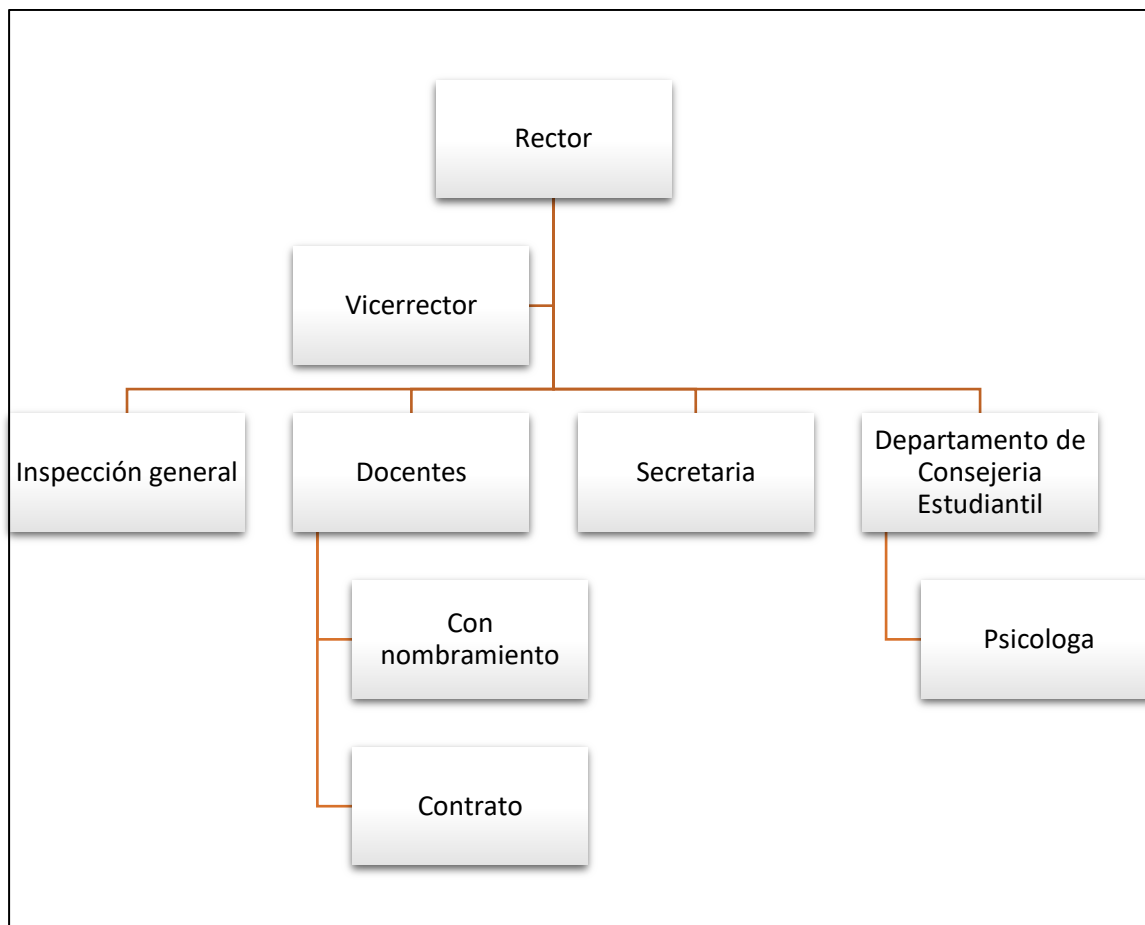 Rector
Vicerrector
Inspección general
Docentes
Secretaria
Departamento de
Consejeria
Estudiantil
Con
nombramiento
Psicologa
Contrato